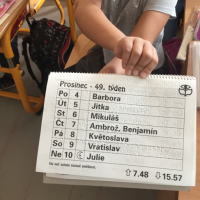 Prosinec - 49. týden
Po 4 Barbora
Út 5 Jitka
St 6 Mikuláš
Čt 7 Ambrož, Benjamín
Pá 8 Květoslava
So 9 Vratislav
Ne 10 Julie
⇧ 7.48 ⇩ 15.57